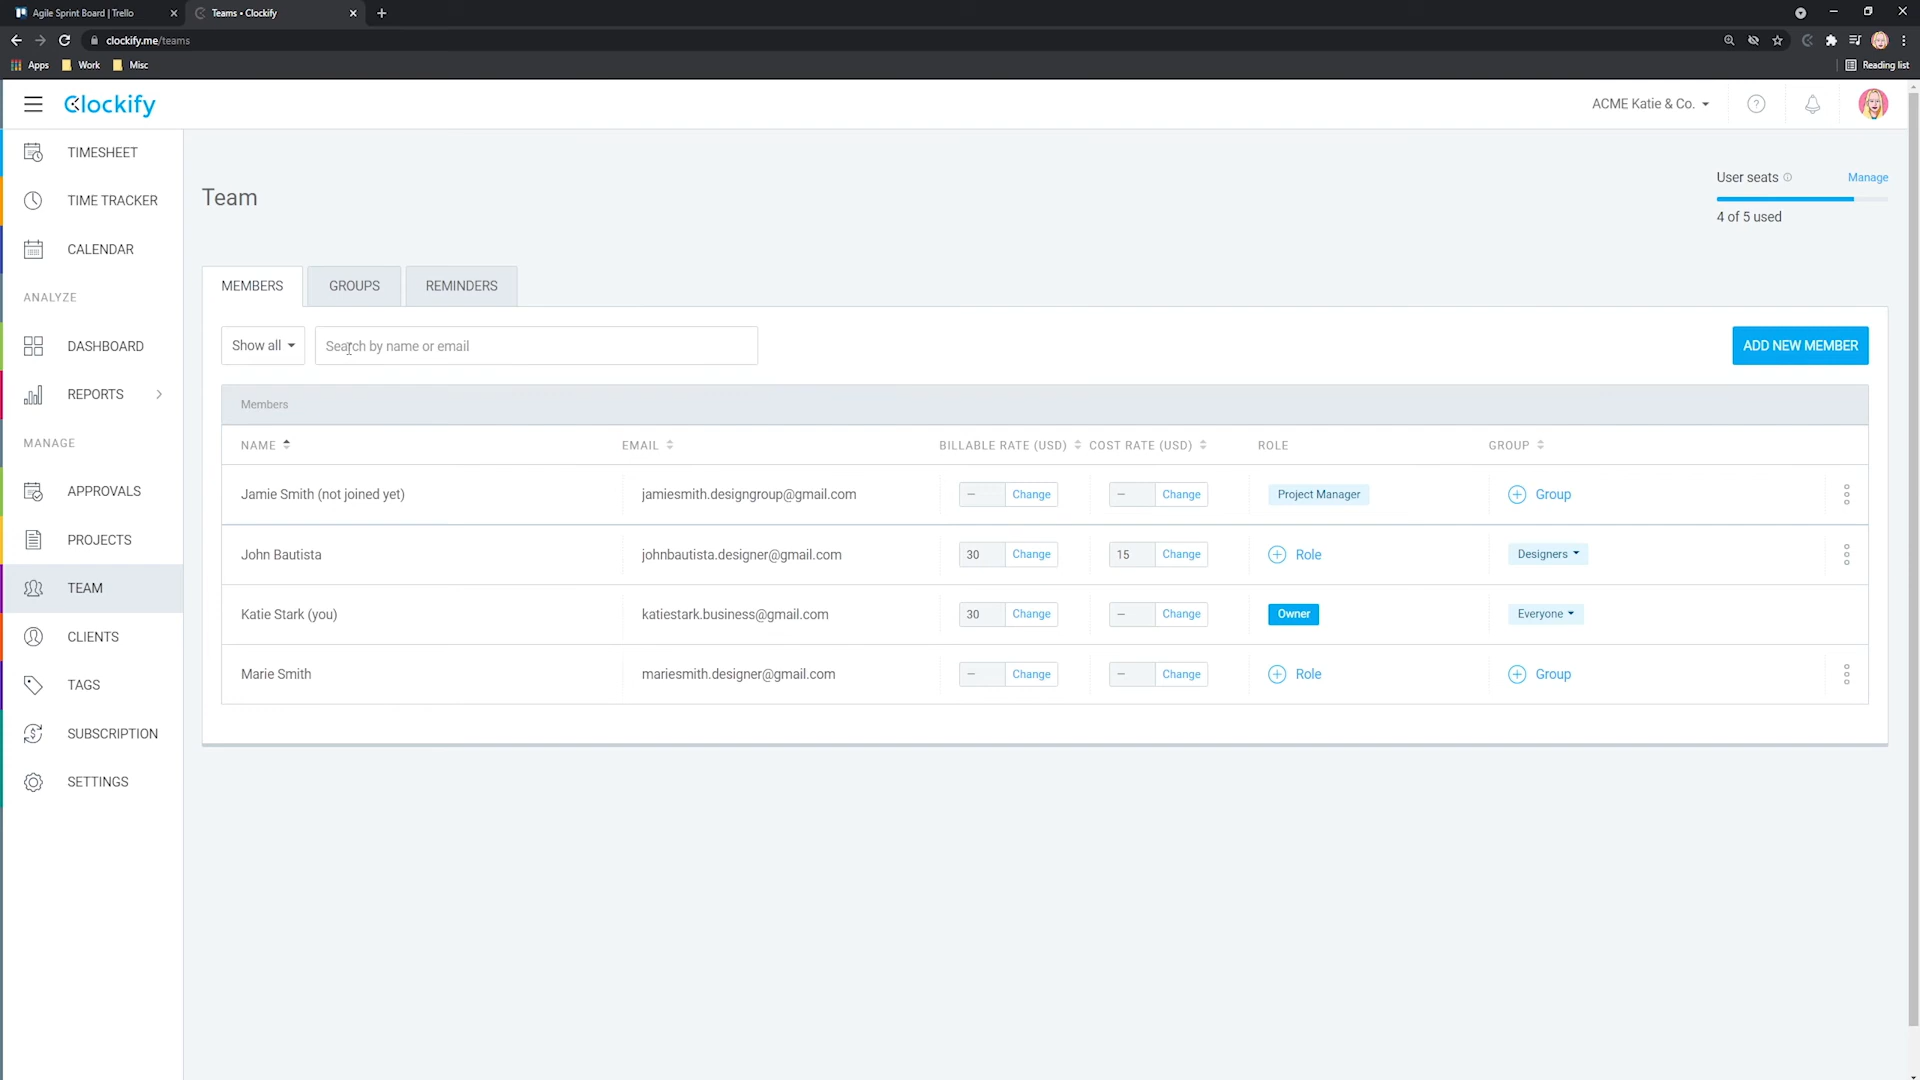 Agile Sprint Board | Trello
Teams • Clockify
clockify.me/teams
Apps
Work
Misc
Reading list
Clockify
ACME Katie & Co.
TIMESHEET
TIME TRACKER
CALENDAR
ANALYZE
DASHBOARD
REPORTS
MANAGE
APPROVALS
PROJECTS
TEAM
CLIENTS
TAGS
SUBSCRIPTION
SETTINGS
Team
User seats
Manage
4 of 5 used
MEMBERS
GROUPS
REMINDERS
Show all
Search by name or email
ADD NEW MEMBER
Members
NAME EMAIL BILLABLE RATE (USD) COST RATE (USD) ROLE GROUP
Jamie Smith (not joined yet) jamiesmith.designgroup@gmail.com – Change – Change Project Manager Group
John Bautista johnbautista.designer@gmail.com 30 Change 15 Change Role Designers
Katie Stark (you) katiestark.business@gmail.com 30 Change – Change Owner Everyone
Marie Smith mariesmith.designer@gmail.com – Change – Change Role Group